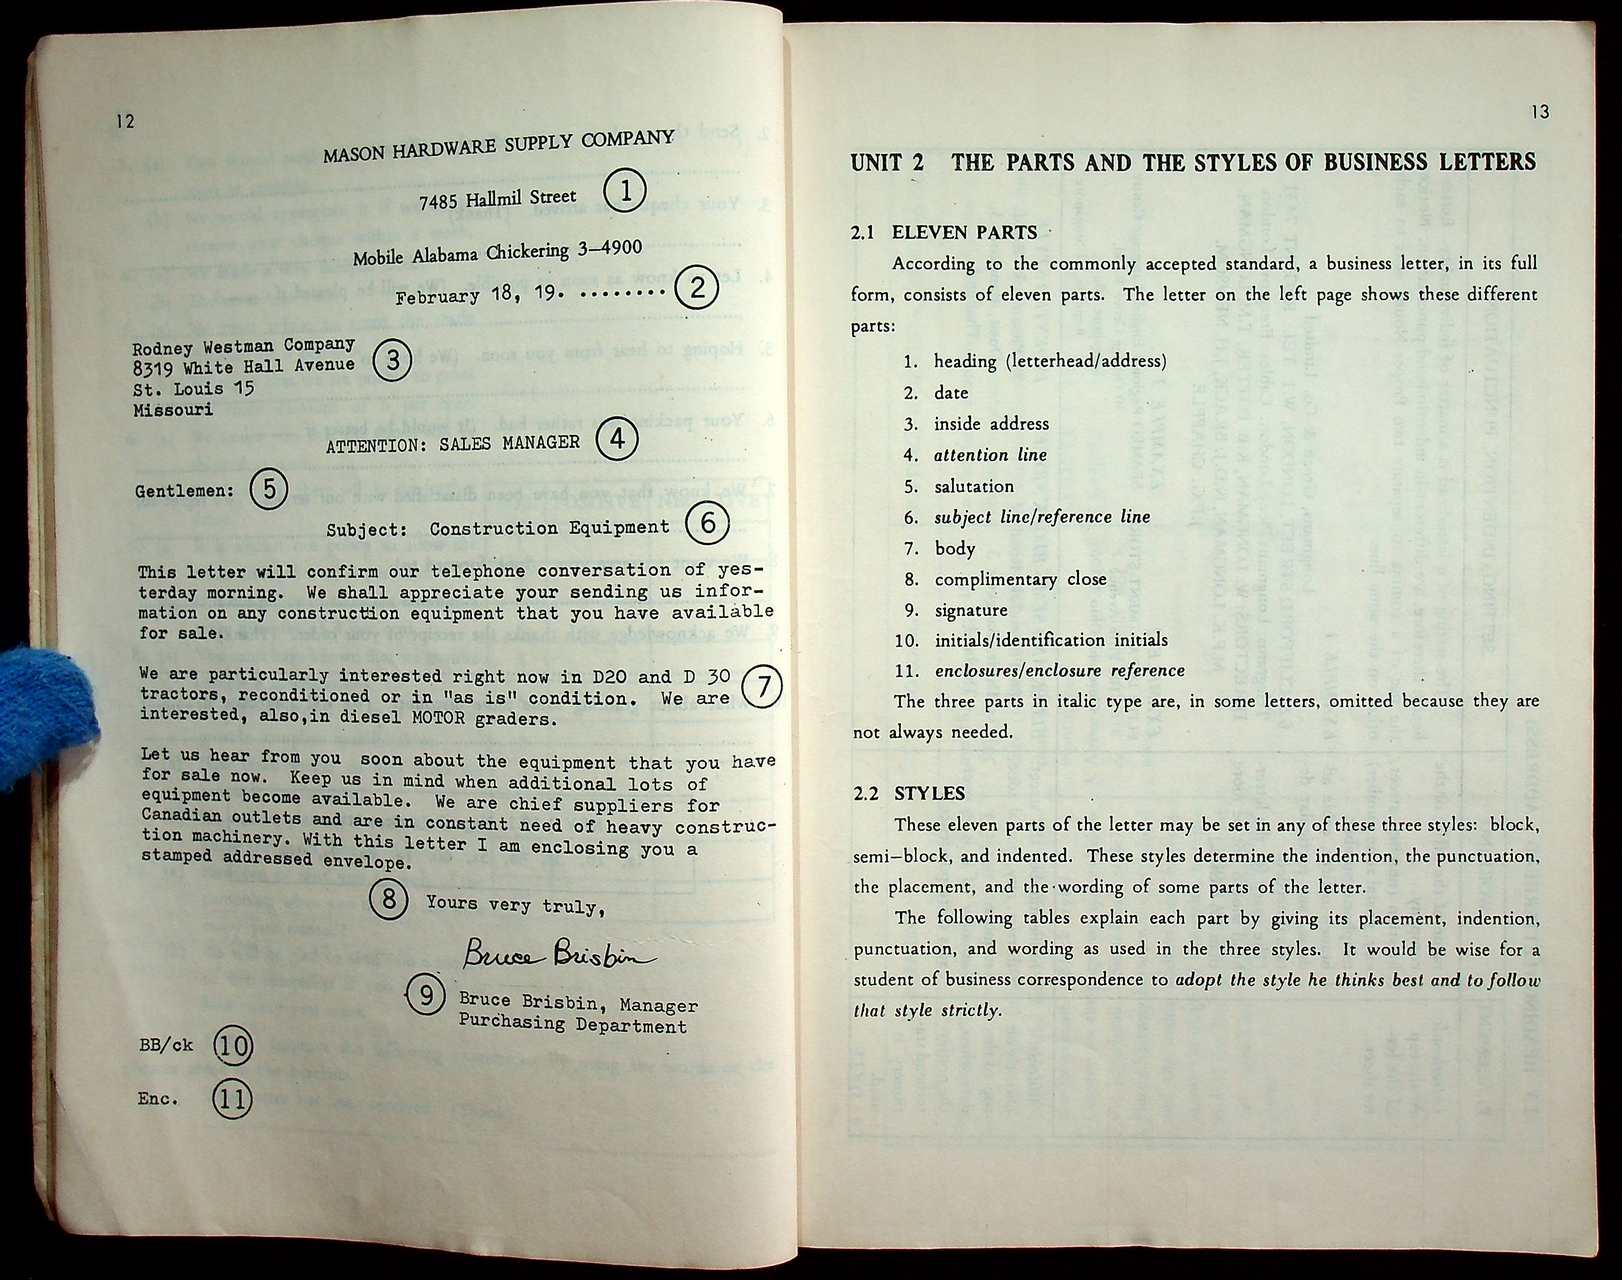 12
MASON HARDWARE SUPPLY COMPANY
7485 Hallmil Street 1
Mobile Alabama Chickering 3—4900
February 18, 19. ........ 2
Rodney Westman Company
8319 White Hall Avenue 3
St. Louis 15
Missouri
ATTENTION: SALES MANAGER 4
Gentlemen: 5
Subject: Construction Equipment 6
This letter will confirm our telephone conversation of yes-
terday morning. We shall appreciate your sending us infor-
mation on any construction equipment that you have available
for sale.
We are particularly interested right now in D20 and D 30
tractors, reconditioned or in "as is" condition. We are 7
interested, also,in diesel MOTOR graders.
Let us hear from you soon about the equipment that you have
for sale now. Keep us in mind when additional lots of
equipment become available. We are chief suppliers for
Canadian outlets and are in constant need of heavy construc-
tion machinery. With this letter I am enclosing you a
stamped addressed envelope.
8 Yours very truly,
Bruce Brisbin
9 Bruce Brisbin, Manager
Purchasing Department
BB/ck 10
Enc. 11
13
UNIT 2 THE PARTS AND THE STYLES OF BUSINESS LETTERS
2.1 ELEVEN PARTS
According to the commonly accepted standard, a business letter, in its full
form, consists of eleven parts. The letter on the left page shows these different
parts:
1. heading (letterhead/address)
2. date
3. inside address
4. attention line
5. salutation
6. subject line/reference line
7. body
8. complimentary close
9. signature
10. initials/identification initials
11. enclosures/enclosure reference
The three parts in italic type are, in some letters, omitted because they are
not always needed.
2.2 STYLES
These eleven parts of the letter may be set in any of these three styles: block,
semi—block, and indented. These styles determine the indention, the punctuation,
the placement, and the wording of some parts of the letter.
The following tables explain each part by giving its placement, indention,
punctuation, and wording as used in the three styles. It would be wise for a
student of business correspondence to adopt the style he thinks best and to follow
that style strictly.